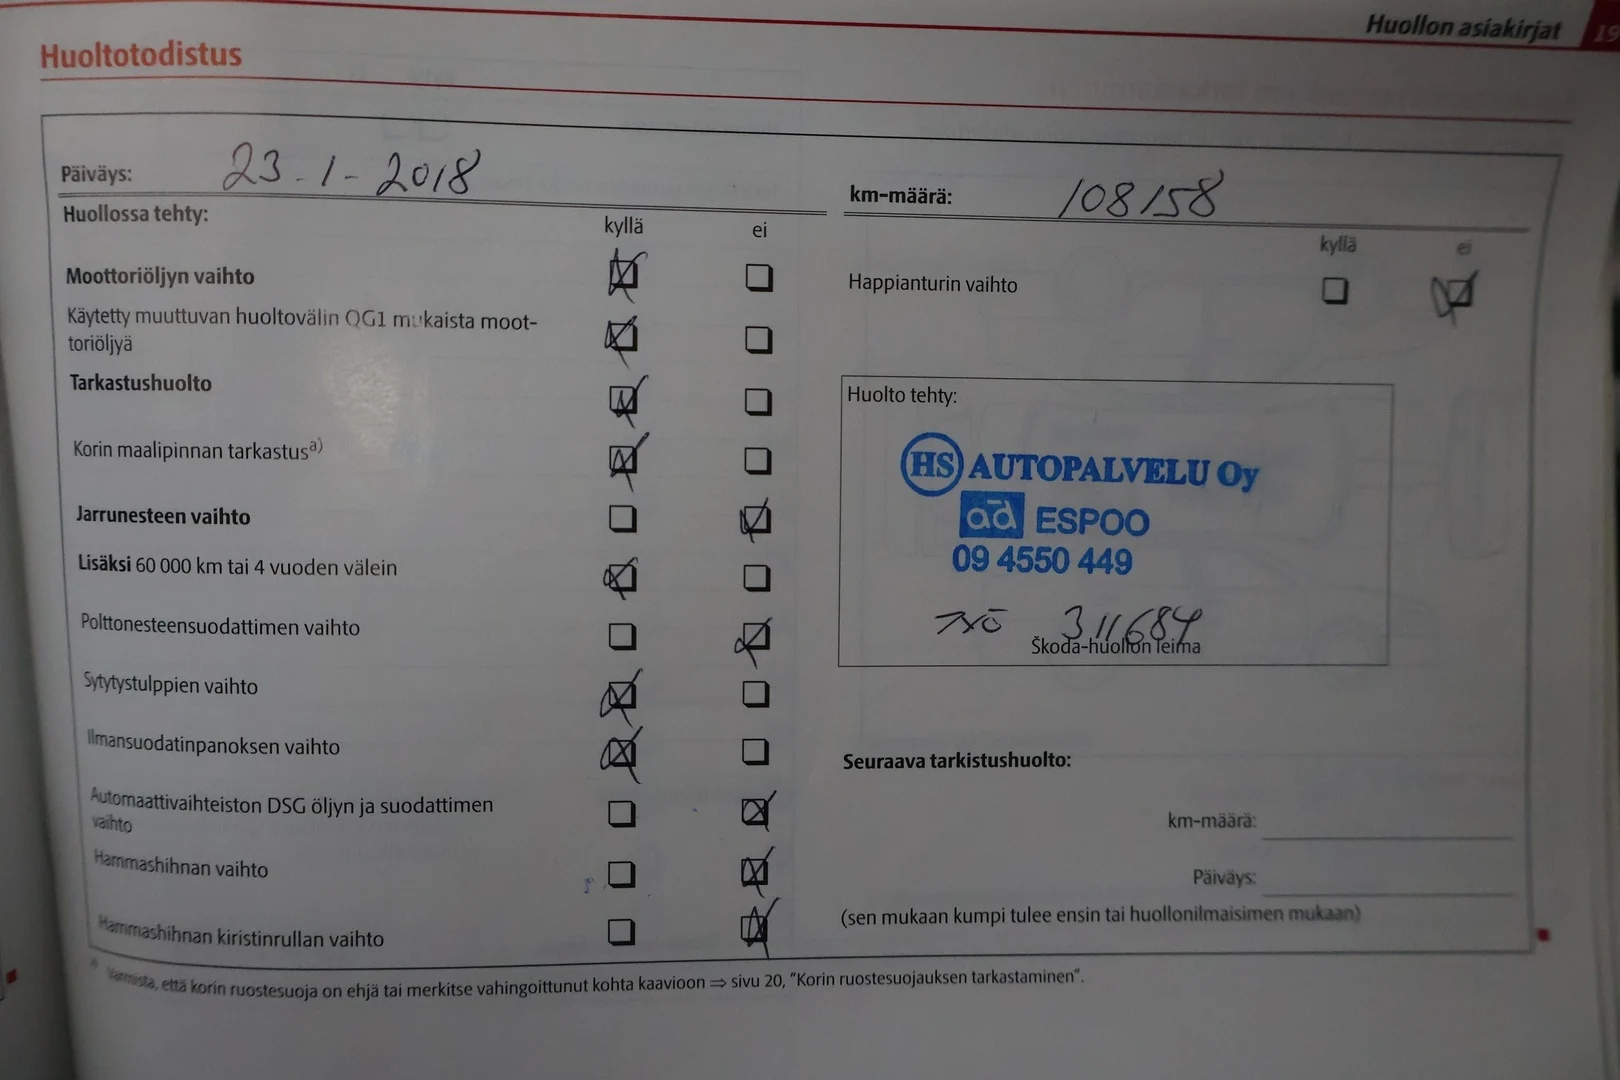 Huollon asiakirjat 19
Huoltotodistus
Päiväys: 23-1-2018
Huollossa tehty:
kyllä ei
Moottoriöljyn vaihto
Käytetty muuttuvan huoltovälin QG1 mukaista moot-
toriöljyä
Tarkastushuolto
Korin maalipinnan tarkastusa)
Jarrunesteen vaihto
Lisäksi 60 000 km tai 4 vuoden välein
Polttonesteensuodattimen vaihto
Sytytystulppien vaihto
Ilmansuodatinpanoksen vaihto
Automaattivaihteiston DSG öljyn ja suodattimen
vaihto
Hammashihnan vaihto
Hammashihnan kiristinrullan vaihto
km-määrä: 108158
kyllä ei
Happianturin vaihto
Huolto tehty:
HS AUTOPALVELU Oy
ad ESPOO
09 4550 449
TYÖ 311684
Škoda-huollon leima
Seuraava tarkistushuolto:
km-määrä:
Päiväys:
(sen mukaan kumpi tulee ensin tai huollonilmaisimen mukaan)
a) Varmista, että korin ruostesuoja on ehjä tai merkitse vahingoittunut kohta kaavioon ⇒ sivu 20, "Korin ruostesuojauksen tarkastaminen".